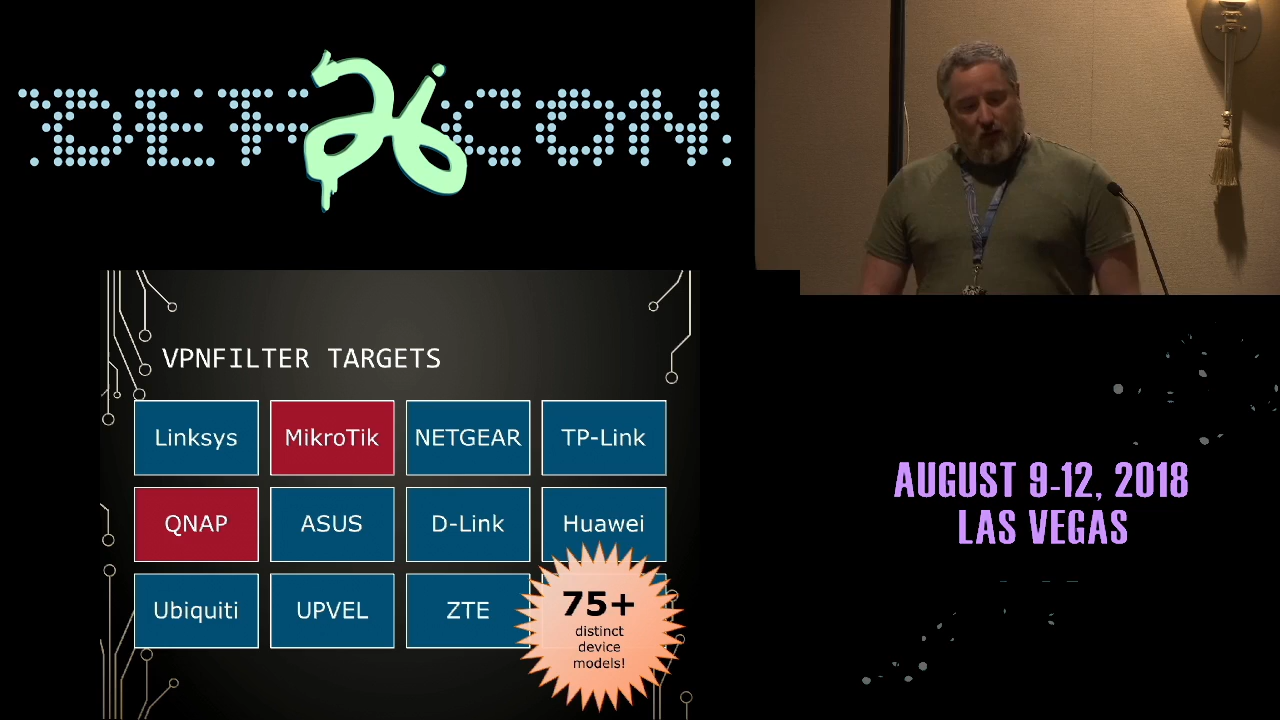 DEF 26 CON
VPNFILTER TARGETS
Linksys
MikroTik
NETGEAR
TP-Link
QNAP
ASUS
D-Link
Huawei
Ubiquiti
UPVEL
ZTE
75+
distinct
device
models!
AUGUST 9-12, 2018
LAS VEGAS